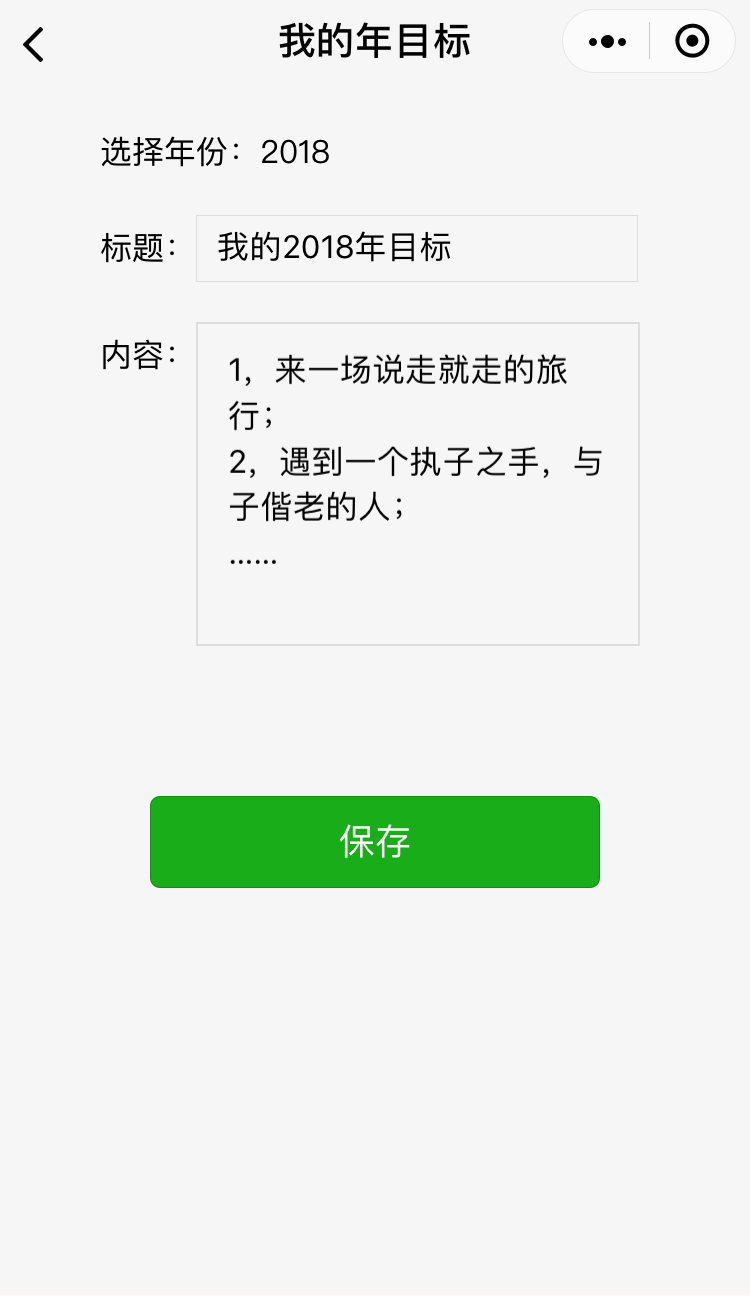 我的年目标
选择年份：2018
标题：我的2018年目标
内容：1，来一场说走就走的旅
行；
2，遇到一个执子之手，与
子偕老的人；
……
保存